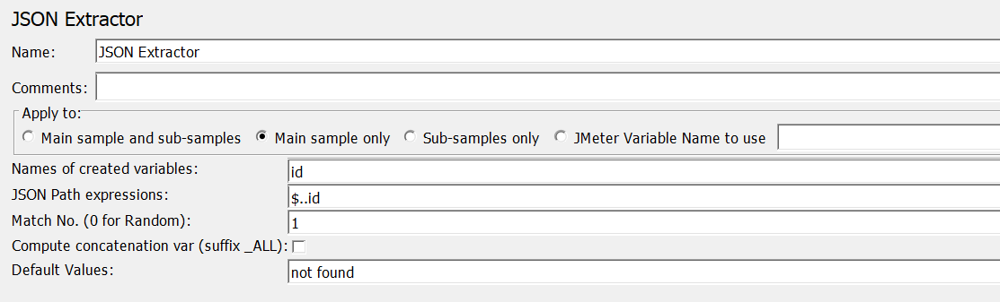 JSON Extractor
Name: JSON Extractor
Comments:
Apply to:
Main sample and sub-samples Main sample only Sub-samples only JMeter Variable Name to use
Names of created variables: id
JSON Path expressions: $..id
Match No. (0 for Random): 1
Compute concatenation var (suffix _ALL):
Default Values: not found